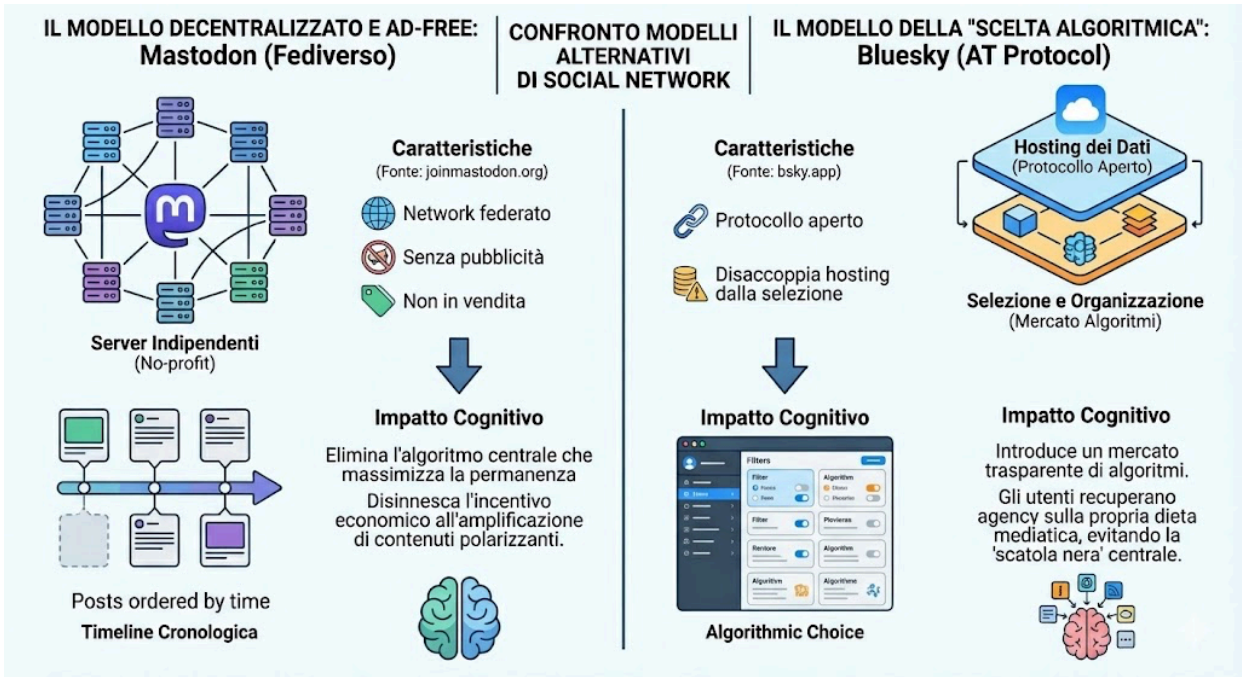 IL MODELLO DECENTRALIZZATO E AD-FREE:
Mastodon (Fediverso)
CONFRONTO MODELLI
ALTERNATIVI
DI SOCIAL NETWORK
IL MODELLO DELLA "SCELTA ALGORITMICA":
Bluesky (AT Protocol)
m
Server Indipendenti
(No-profit)
Caratteristiche
(Fonte: joinmastodon.org)
Network federato
Senza pubblicità
Non in vendita
Posts ordered by time
Timeline Cronologica
Impatto Cognitivo
Elimina l'algoritmo centrale che
massimizza la permanenza
Disinnesca l'incentivo
economico all'amplificazione
di contenuti polarizzanti.
Caratteristiche
(Fonte: bsky.app)
Protocollo aperto
Disaccoppia hosting
dalla selezione
Hosting dei Dati
(Protocollo Aperto)
Selezione e Organizzazione
(Mercato Algoritmi)
Impatto Cognitivo
Filters
Filter
Algorithm
Filter
Algorithm
Algorithmic Choice
Impatto Cognitivo
Introduce un mercato
trasparente di algoritmi.
Gli utenti recuperano
agency sulla propria dieta
mediatica, evitando la
'scatola nera' centrale.